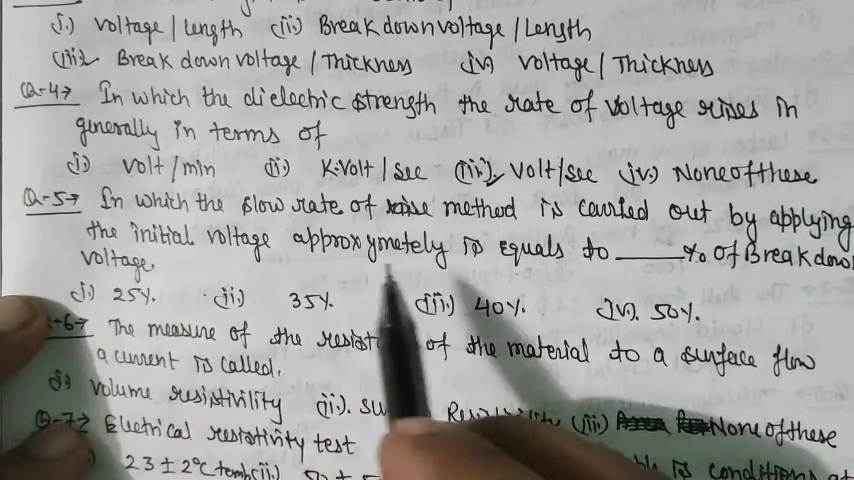 (i.) voltage / Length (ii) Break down voltage / Length
(iii) Break down voltage / Thickness (iv) voltage / Thickness
Q-4→ In which the dielectric strength the rate of voltage rises in
generally in terms of
(i) volt / min (ii) K.volt / sec (iii) Volt / sec (iv.) None of these
Q-5→ In which the slow rate of rise method is carried out by applying
the initial voltage approxymetely is equals to ____% of Break down
voltage.
(i) 25%. (ii) 35%. (iii) 40%. (iv). 50%.
-6→ The measure of the resist of the material to a surface flow
a current is called.
(i) volume resistivility (ii). (iii) None of these
Q-7→ Eluctrical resistivity test
23 ± 2°C (ii) is conditions at